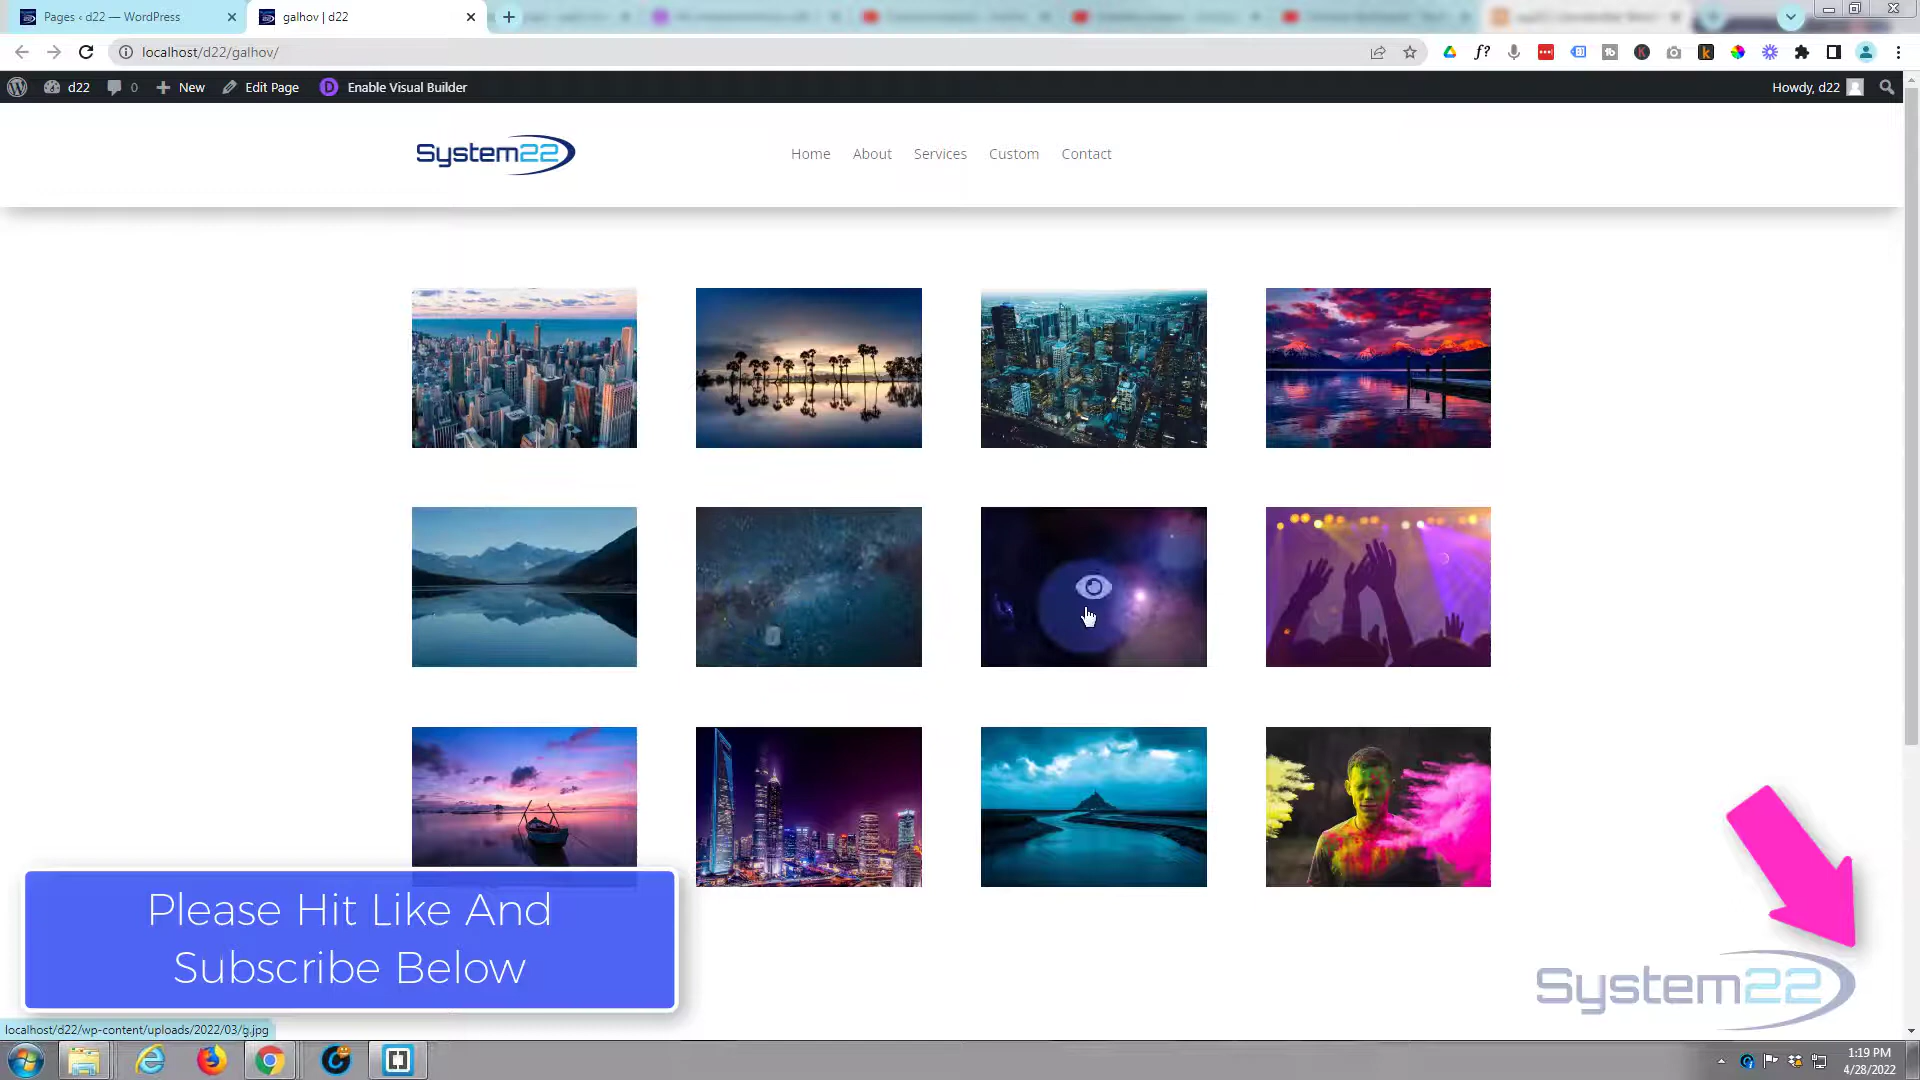 Pages ‹ d22 — WordPress
galhov | d22
localhost/d22/galhov/
d22
0
New
Edit Page
Enable Visual Builder
Howdy, d22
System22
Home
About
Services
Custom
Contact
Please Hit Like And
Subscribe Below
System22
localhost/d22/wp-content/uploads/2022/03/g.jpg
1:19 PM
4/28/2022